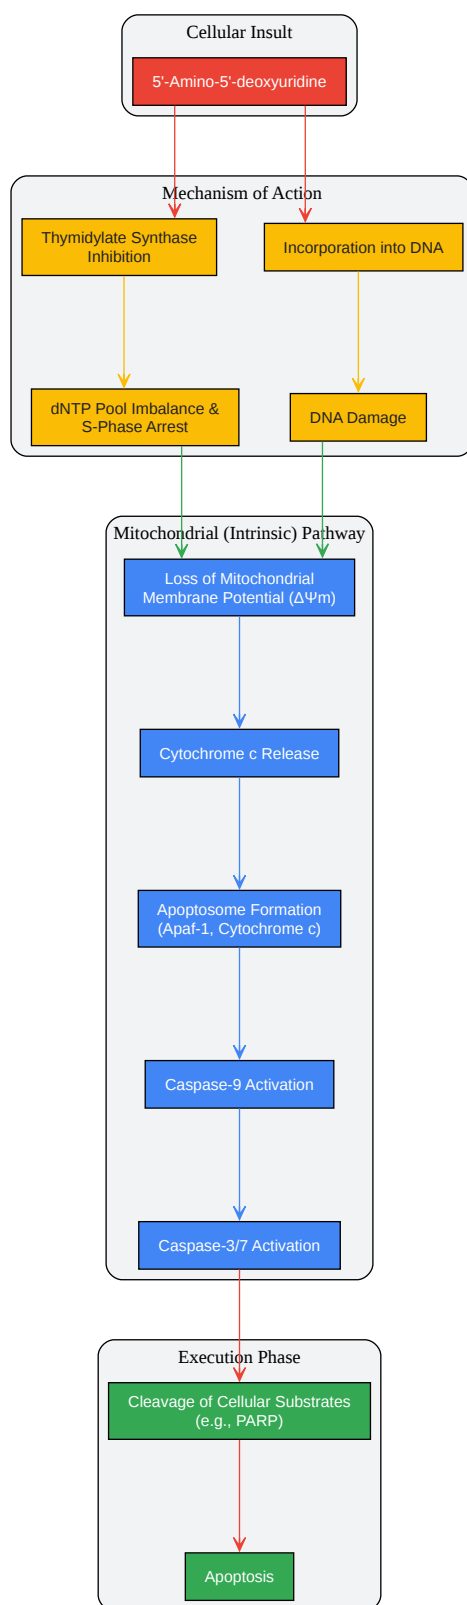 Cellular Insult
5'-Amino-5'-deoxyuridine
Mechanism of Action
Thymidylate Synthase
Inhibition
Incorporation into DNA
dNTP Pool Imbalance &
S-Phase Arrest
DNA Damage
Mitochondrial (Intrinsic) Pathway
Loss of Mitochondrial
Membrane Potential (ΔΨm)
Cytochrome c Release
Apoptosome Formation
(Apaf-1, Cytochrome c)
Caspase-9 Activation
Caspase-3/7 Activation
Execution Phase
Cleavage of Cellular Substrates
(e.g., PARP)
Apoptosis